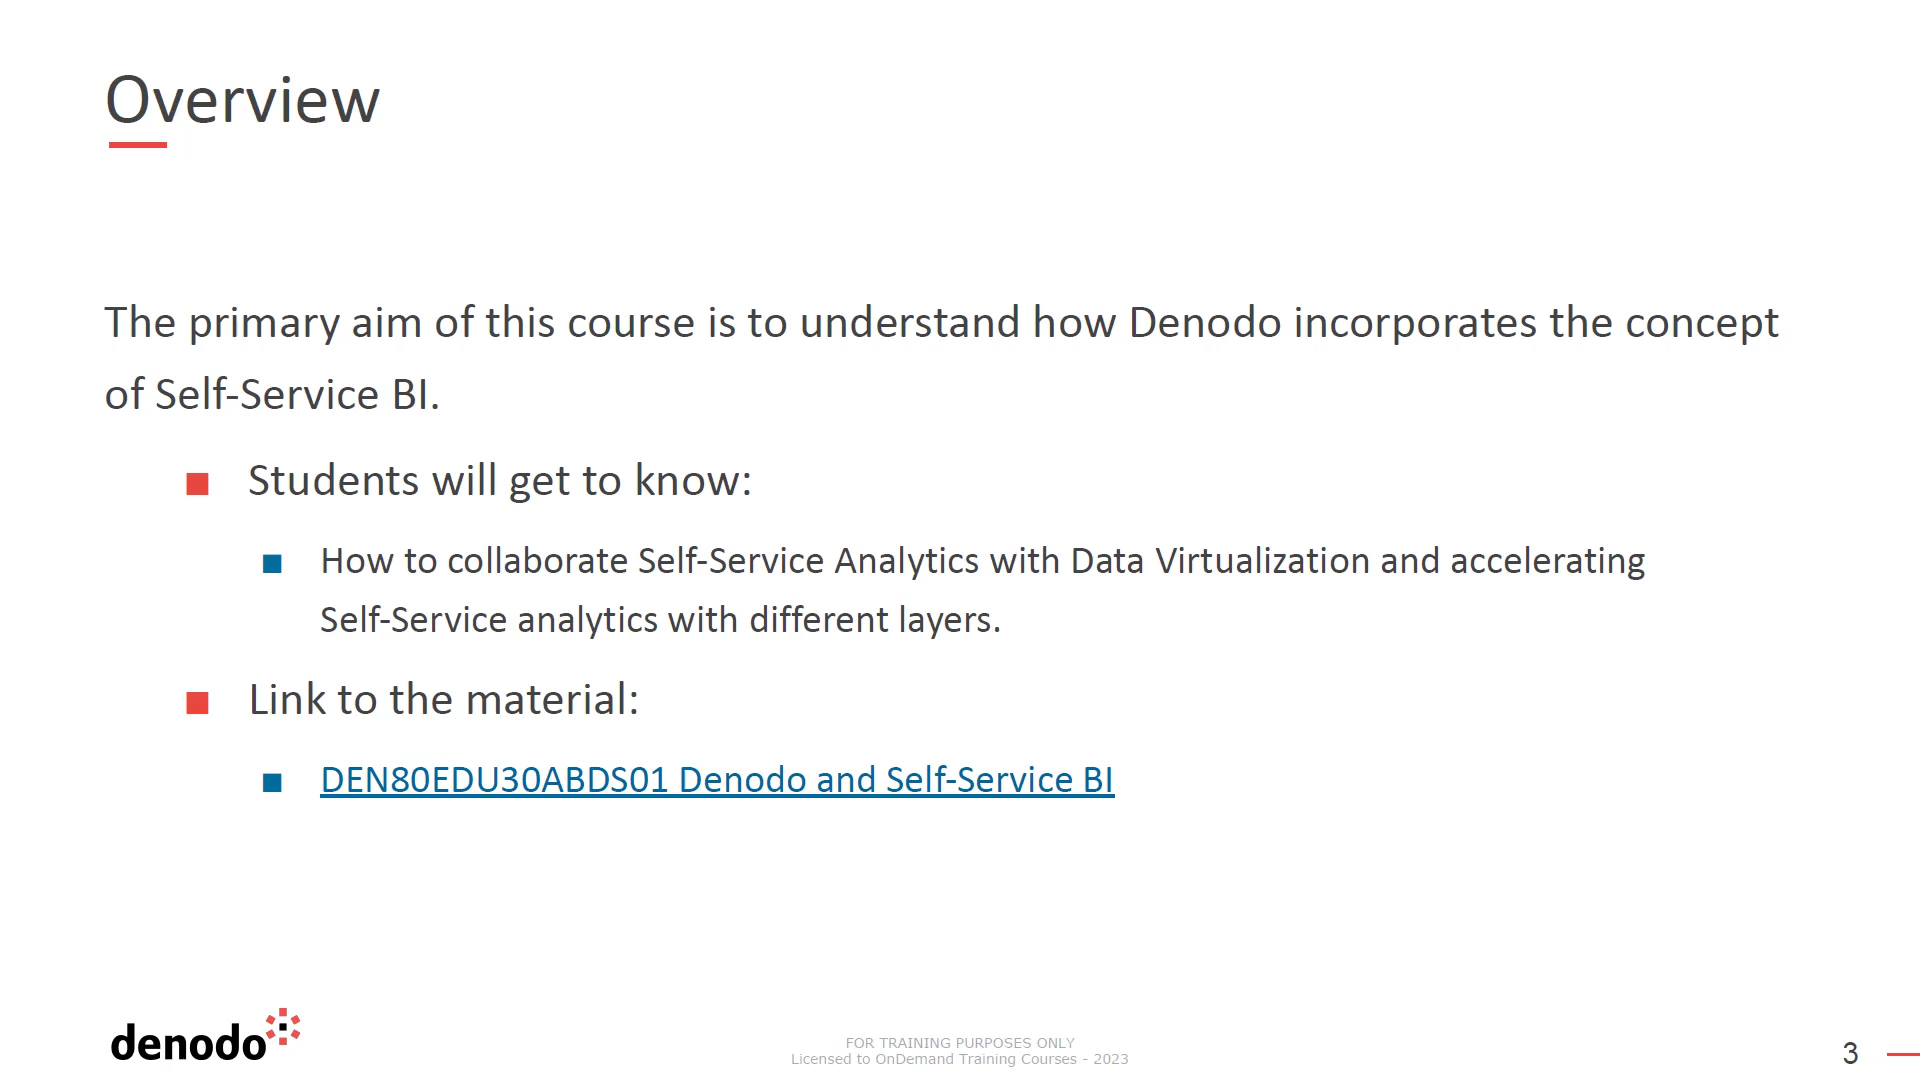 Overview
The primary aim of this course is to understand how Denodo incorporates the concept
of Self-Service BI.
Students will get to know:
How to collaborate Self-Service Analytics with Data Virtualization and accelerating
Self-Service analytics with different layers.
Link to the material:
DEN80EDU30ABDS01 Denodo and Self-Service BI
denodo
FOR TRAINING PURPOSES ONLY
Licensed to OnDemand Training Courses - 2023
3